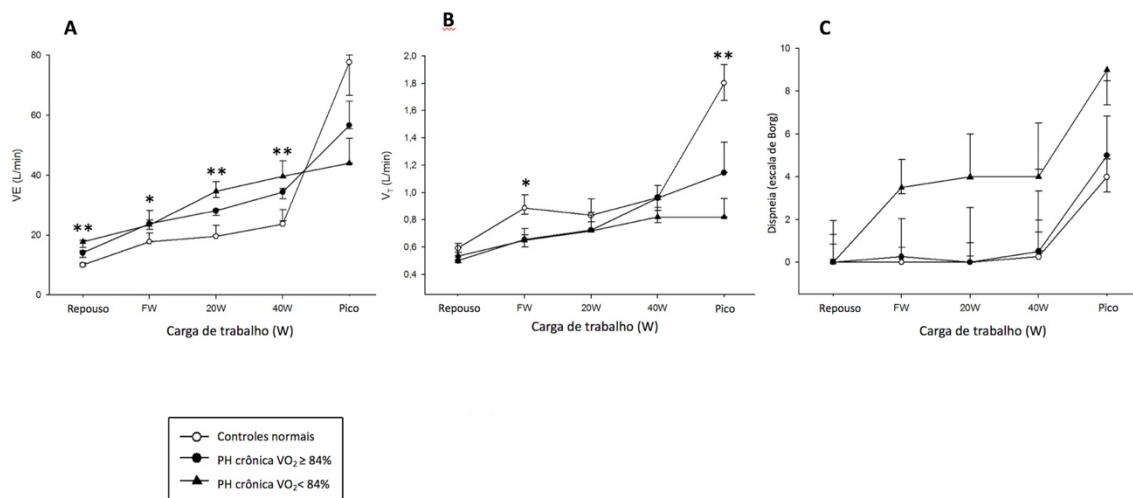 A
VE (L/min)
80
60
40
20
0
**
*
**
**
Repouso FW 20W 40W Pico
Carga de trabalho (W)
B
V_T (L/min)
2,0
1,8
1,6
1,4
1,2
1,0
0,8
0,6
0,4
*
**
Repouso FW 20W 40W Pico
Carga de trabalho (W)
C
Dispneia (escala de Borg)
10
8
6
4
2
0
Repouso FW 20W 40W Pico
Carga de trabalho (W)
Controles normais
PH crônica VO₂ ≥ 84%
PH crônica VO₂< 84%